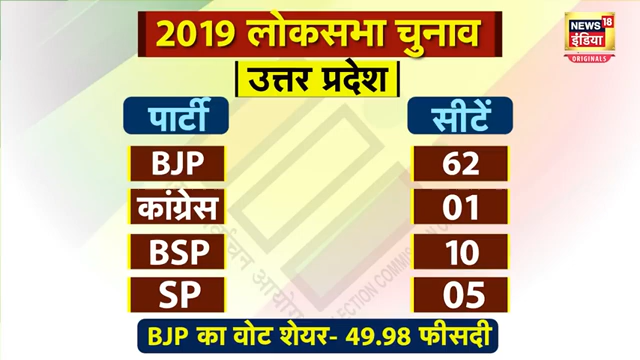 2019 लोकसभा चुनाव
NEWS 18
इंडिया
ORIGINALS
उत्तर प्रदेश
पार्टी सीटें
BJP 62
कांग्रेस 01
BSP 10
SP 05
BJP का वोट शेयर- 49.98 फीसदी